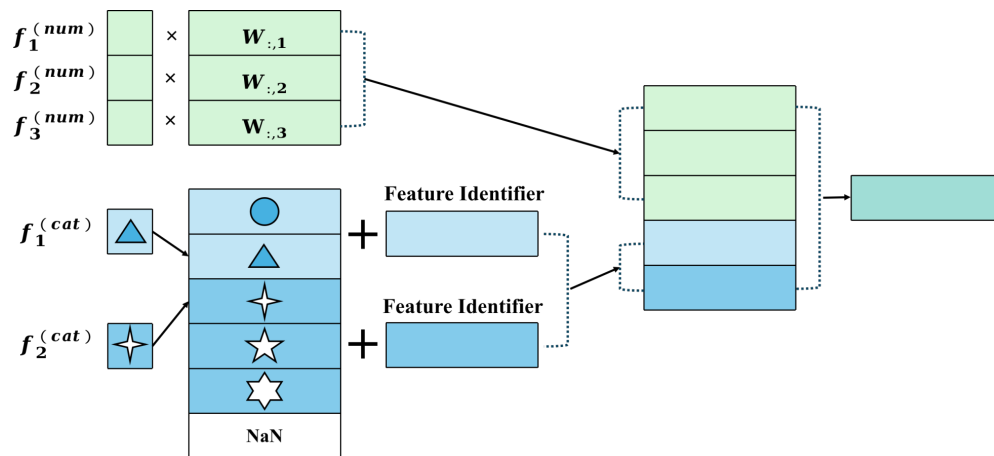 f₁⁽ⁿᵘᵐ⁾ × W:,1
f₂⁽ⁿᵘᵐ⁾ × W:,2
f₃⁽ⁿᵘᵐ⁾ × W:,3
Feature Identifier
f₁⁽ᶜᵃᵗ⁾ +
Feature Identifier
f₂⁽ᶜᵃᵗ⁾ +
NaN